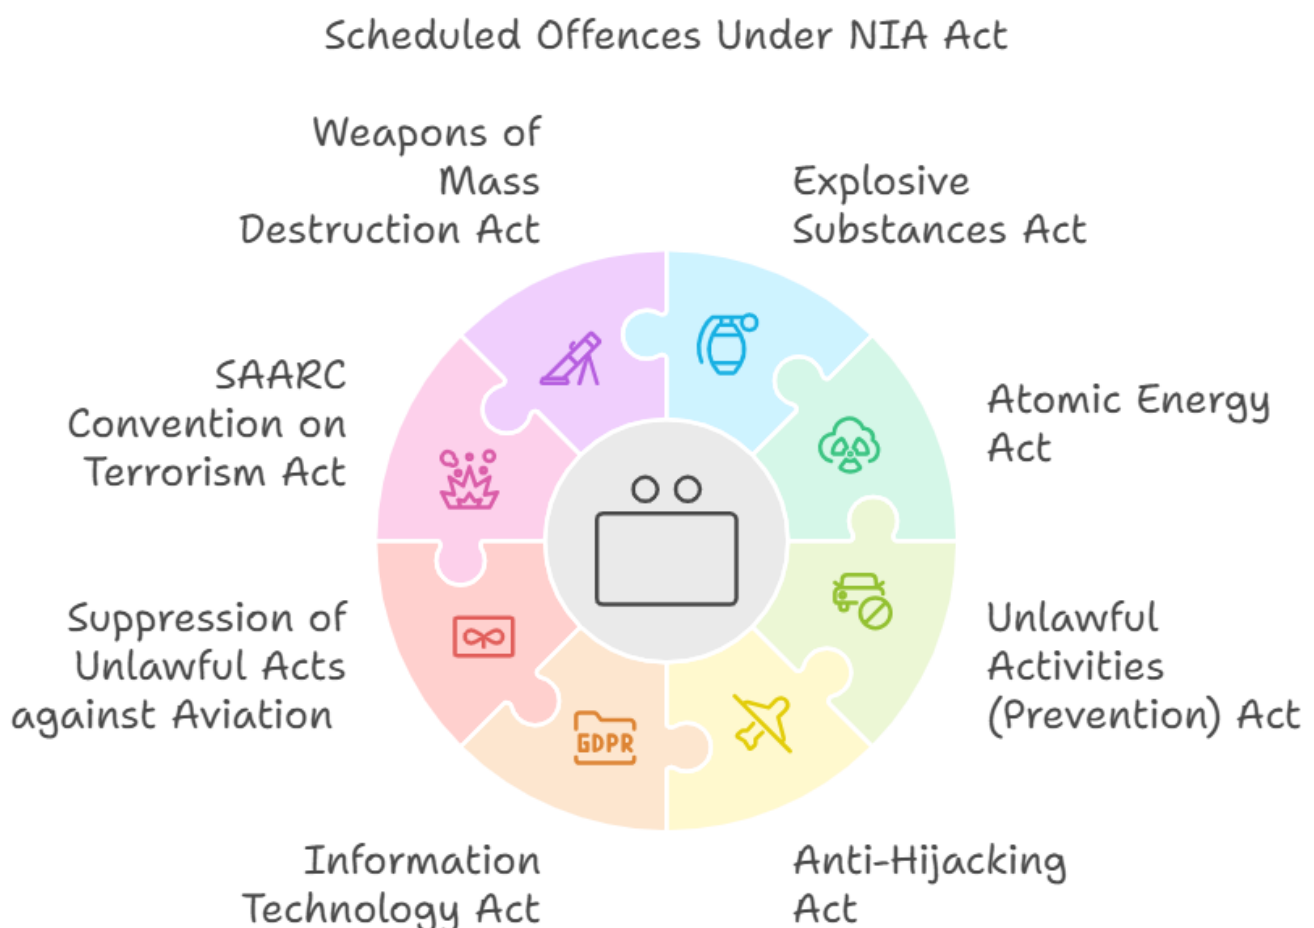 Scheduled Offences Under NIA Act
Weapons of
Mass
Destruction Act
Explosive
Substances Act
SAARC
Convention on
Terrorism Act
Atomic Energy
Act
Suppression of
Unlawful Acts
against Aviation
Unlawful
Activities
(Prevention) Act
GDPR
Information
Technology Act
Anti-Hijacking
Act